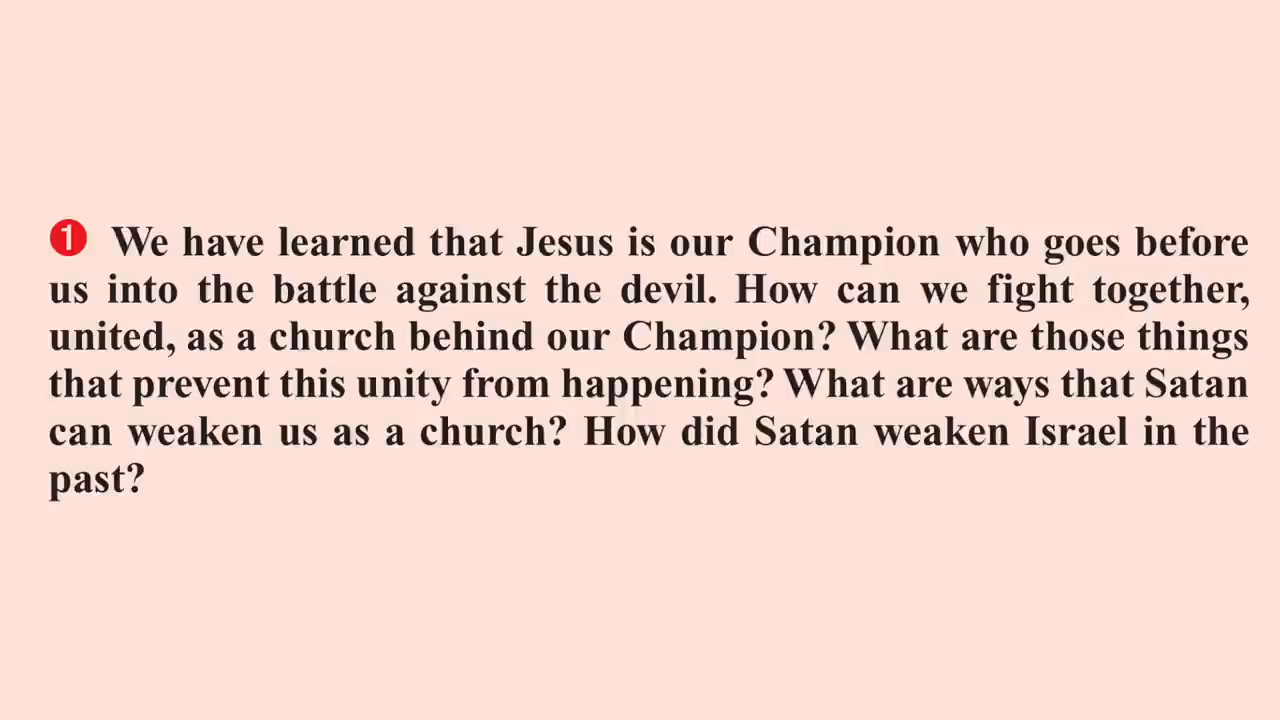 ❶ We have learned that Jesus is our Champion who goes before
us into the battle against the devil. How can we fight together,
united, as a church behind our Champion? What are those things
that prevent this unity from happening? What are ways that Satan
can weaken us as a church? How did Satan weaken Israel in the
past?